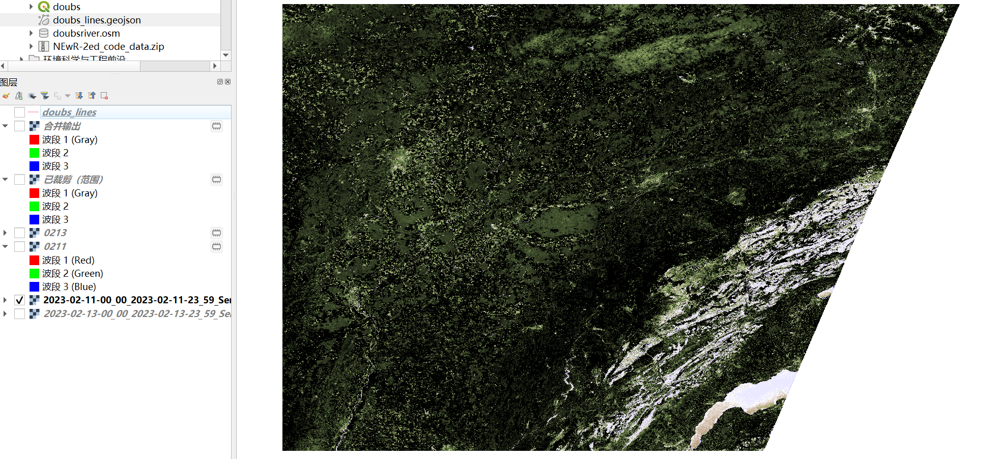 doubs
doubs_lines.geojson
doubsriver.osm
NEwR-2ed_code_data.zip
环境科学与工程前沿
图层
doubs_lines
合并输出
波段 1 (Gray)
波段 2
波段 3
已裁剪（范围）
波段 1 (Gray)
波段 2
波段 3
0213
0211
波段 1 (Red)
波段 2 (Green)
波段 3 (Blue)
2023-02-11-00_00_2023-02-11-23_59_Ser
2023-02-13-00_00_2023-02-13-23_59_Se